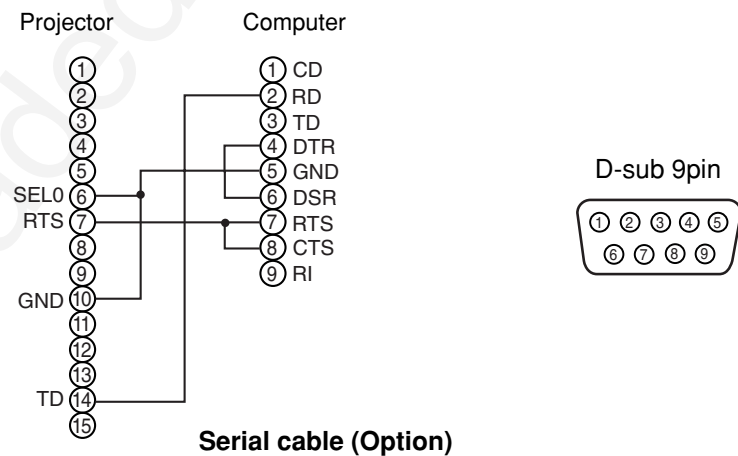 Projector Computer
1 1 CD
2 2 RD
3 3 TD
4 4 DTR
5 5 GND
SEL0 6 6 DSR
RTS 7 7 RTS
8 8 CTS
9 9 RI
GND 10
11
12
13
TD 14
15
Serial cable (Option)
D-sub 9pin
1 2 3 4 5
6 7 8 9